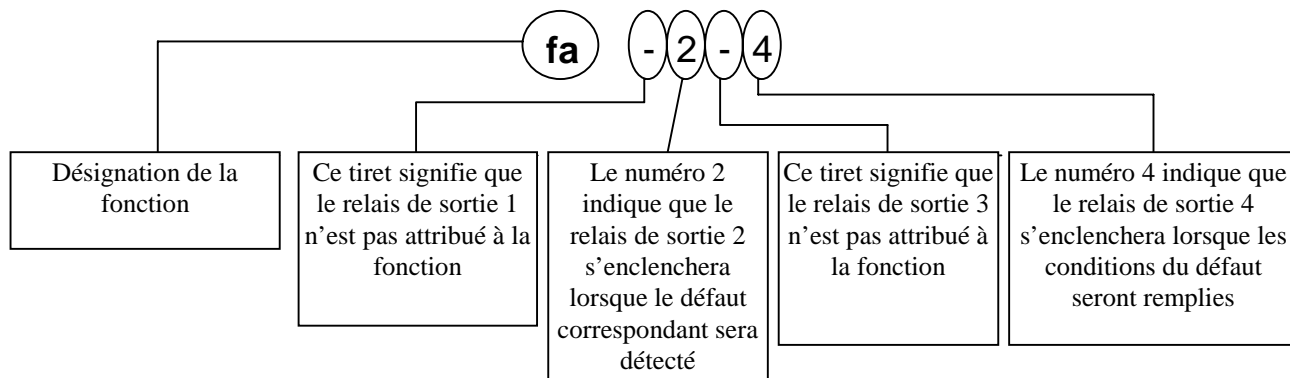 fa - 2 - 4
Désignation de la
fonction
Ce tiret signifie que
le relais de sortie 1
n'est pas attribué à la
fonction
Le numéro 2
indique que le
relais de sortie 2
s'enclenchera
lorsque le défaut
correspondant sera
détecté
Ce tiret signifie que
le relais de sortie 3
n'est pas attribué à
la fonction
Le numéro 4 indique que
le relais de sortie 4
s'enclenchera lorsque les
conditions du défaut
seront remplies